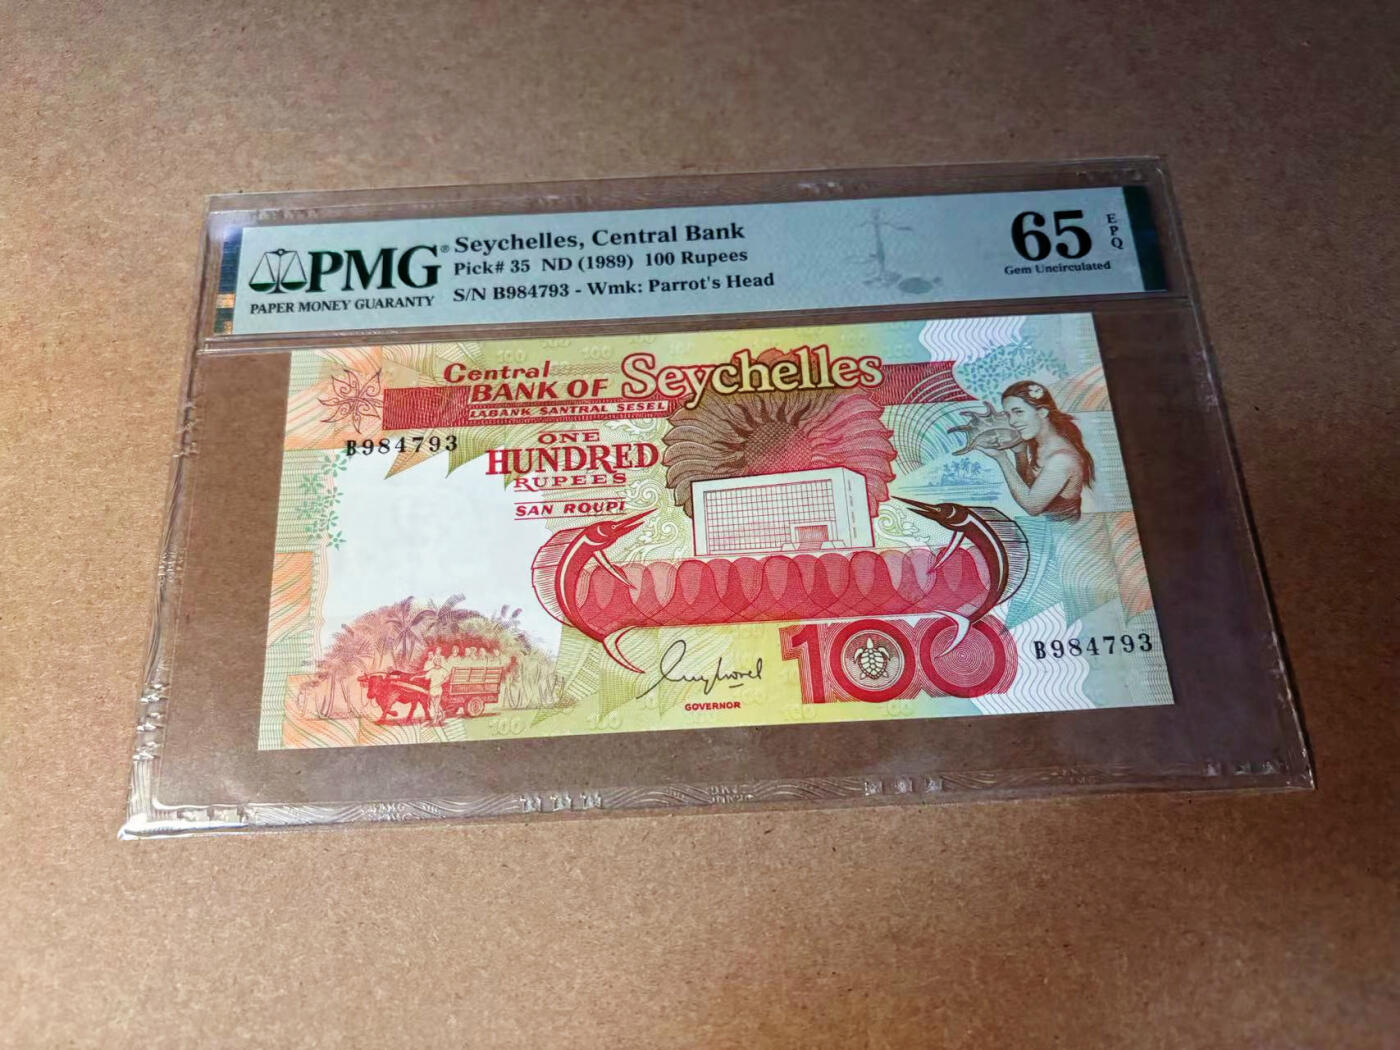 PMG®
PAPER MONEY GUARANTY
Seychelles, Central Bank
Pick# 35 ND (1989) 100 Rupees
S/N B984793 - Wmk: Parrot's Head
65
EPQ
Gem Uncirculated
Central
BANK OF Seychelles
LABANK SANTRAL SESEL
B984793
ONE
HUNDRED
RUPEES
SAN ROUPI
100
B984793
GOVERNOR